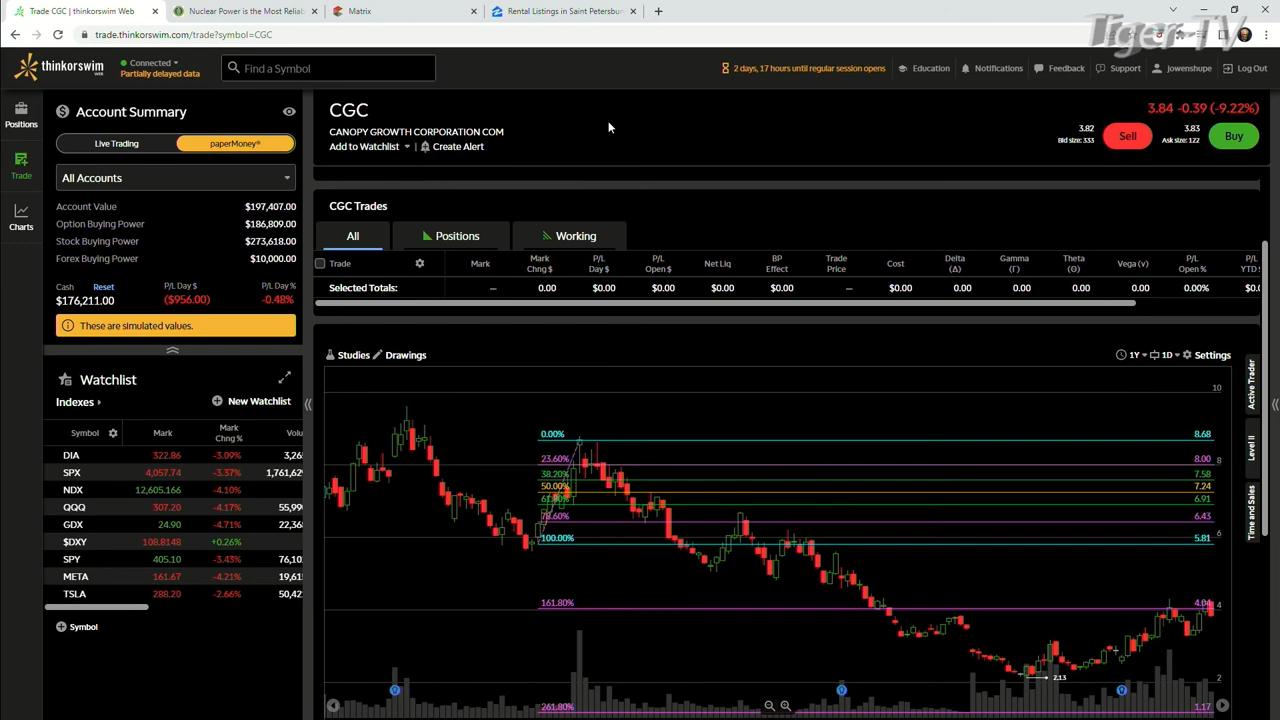 Trade CGC | thinkorswim Web
Nuclear Power is the Most Reliab
Matrix
Rental Listings in Saint Petersbur
Tiger TV
trade.thinkorswim.com/trade?symbol=CGC
thinkorswim
WEB
Connected
Partially delayed data
Find a Symbol
2 days, 17 hours until regular session opens
Education
Notifications
Feedback
Support
jowenshupe
Log Out
Positions
Trade
Charts
Account Summary
Live Trading
paperMoney®
All Accounts
Account Value $197,407.00
Option Buying Power $186,809.00
Stock Buying Power $273,618.00
Forex Buying Power $10,000.00
Cash Reset P/L Day $ P/L Day %
$176,211.00 ($956.00) -0.48%
These are simulated values.
Watchlist
Indexes
New Watchlist
Symbol Mark Mark Chng % Volu
DIA 322.86 -3.09% 3,26
SPX 4,057.74 -3.37% 1,761,62
NDX 12,605.166 -4.10%
QQQ 307.20 -4.17% 55,99
GDX 24.90 -4.71% 22,36
$DXY 108.8148 +0.26%
SPY 405.10 -3.43% 76,10
META 161.67 -4.21% 19,61
TSLA 288.20 -2.66% 50,42
Symbol
CGC
CANOPY GROWTH CORPORATION COM
Add to Watchlist
Create Alert
3.84 -0.39 (-9.22%)
3.82
Bid size: 333
Sell
3.83
Ask size: 122
Buy
CGC Trades
All
Positions
Working
Trade Mark Mark Chng $ P/L Day $ P/L Open $ Net Liq BP Effect Trade Price Cost Delta (Δ) Gamma (Γ) Theta (Θ) Vega (v) P/L Open % P/L YTD $
Selected Totals: — 0.00 $0.00 $0.00 $0.00 $0.00 — $0.00 0.00 0.00 0.00 0.00 0.00% $0.
Studies
Drawings
1Y
1D
Settings
10
0.00% 8.68
23.60% 8.00
8
38.20% 7.58
50.00% 7.24
61.80% 6.91
78.60% 6.43
6
100.00% 5.81
161.80% 4.04
4
2.13
2
261.80% 1.17
Active Trader
Level II
Time and Sales